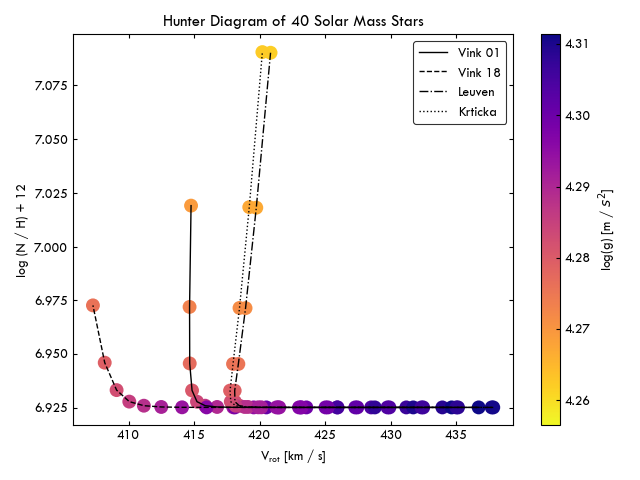 Hunter Diagram of 40 Solar Mass Stars
Vink 01
Vink 18
Leuven
Krticka
7.075
7.050
7.025
7.000
6.975
6.950
6.925
log (N / H) + 12
410
415
420
425
430
435
V_rot [km / s]
4.31
4.30
4.29
4.28
4.27
4.26
log(g) [m / s²]